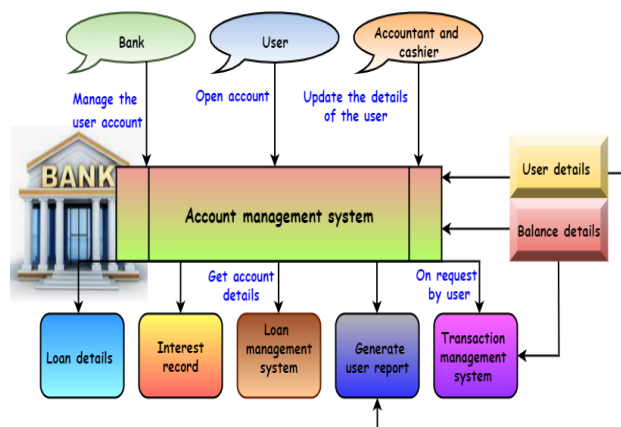 Bank
User
Accountant and
cashier
Manage the
user account
Open account
Update the details
of the user
BANK
Account management system
User details
Balance details
Get account
details
On request
by user
Loan details
Interest
record
Loan
management
system
Generate
user report
Transaction
management
system